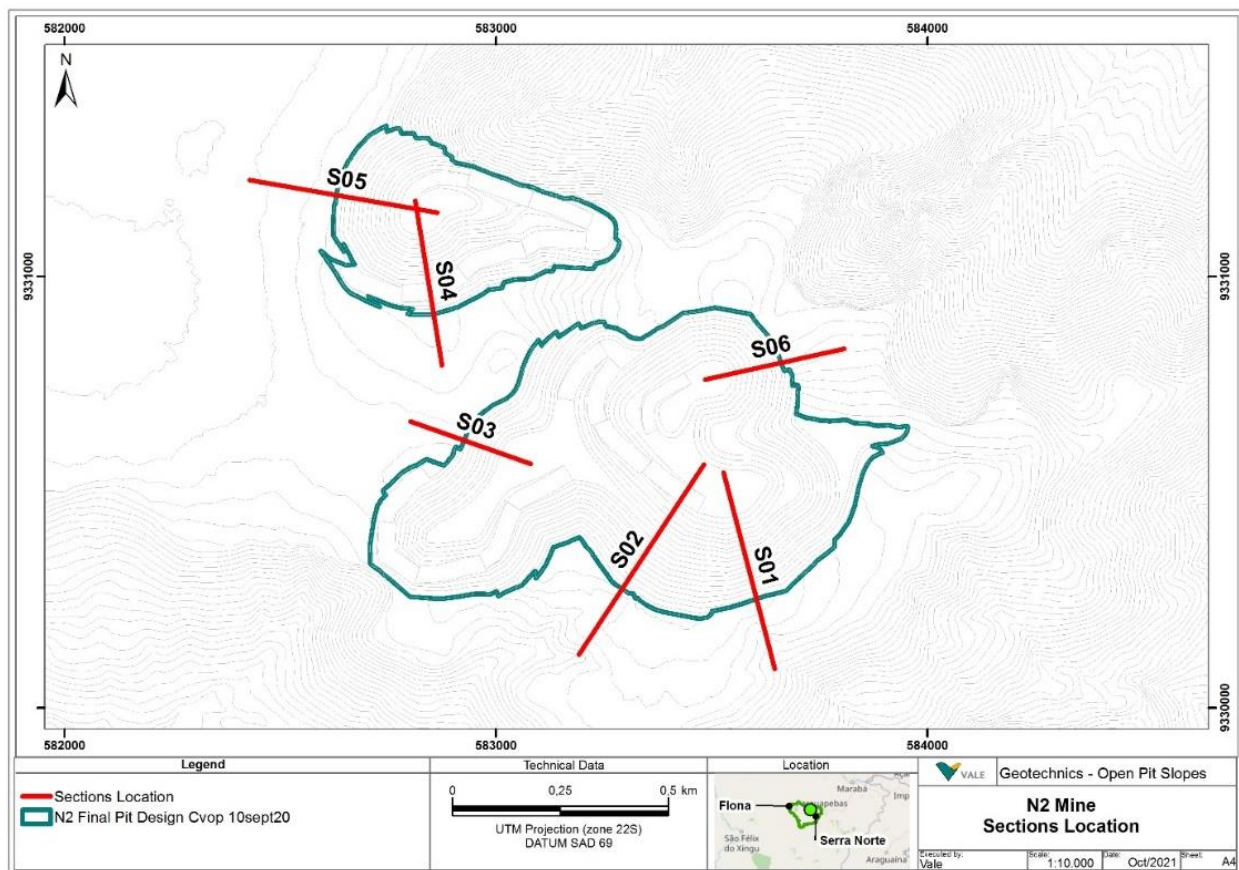 582000 583000 584000
N
S05
S04
9331000 9331000
S06
S03
S02
S01
9330000
582000 583000 584000
Legend
Sections Location
N2 Final Pit Design Cvop 10sept20
Technical Data
0 0,25 0,5 km
UTM Projection (zone 22S)
DATUM SAD 69
Location
Marabá
Imp
Flona
São Félix
do Xingu
Serra Norte
Araguaína
VALE
Geotechnics - Open Pit Slopes
N2 Mine
Sections Location
Executed by:
Vale
Scale:
1:10.000
Date:
Oct/2021
Sheet:
A4